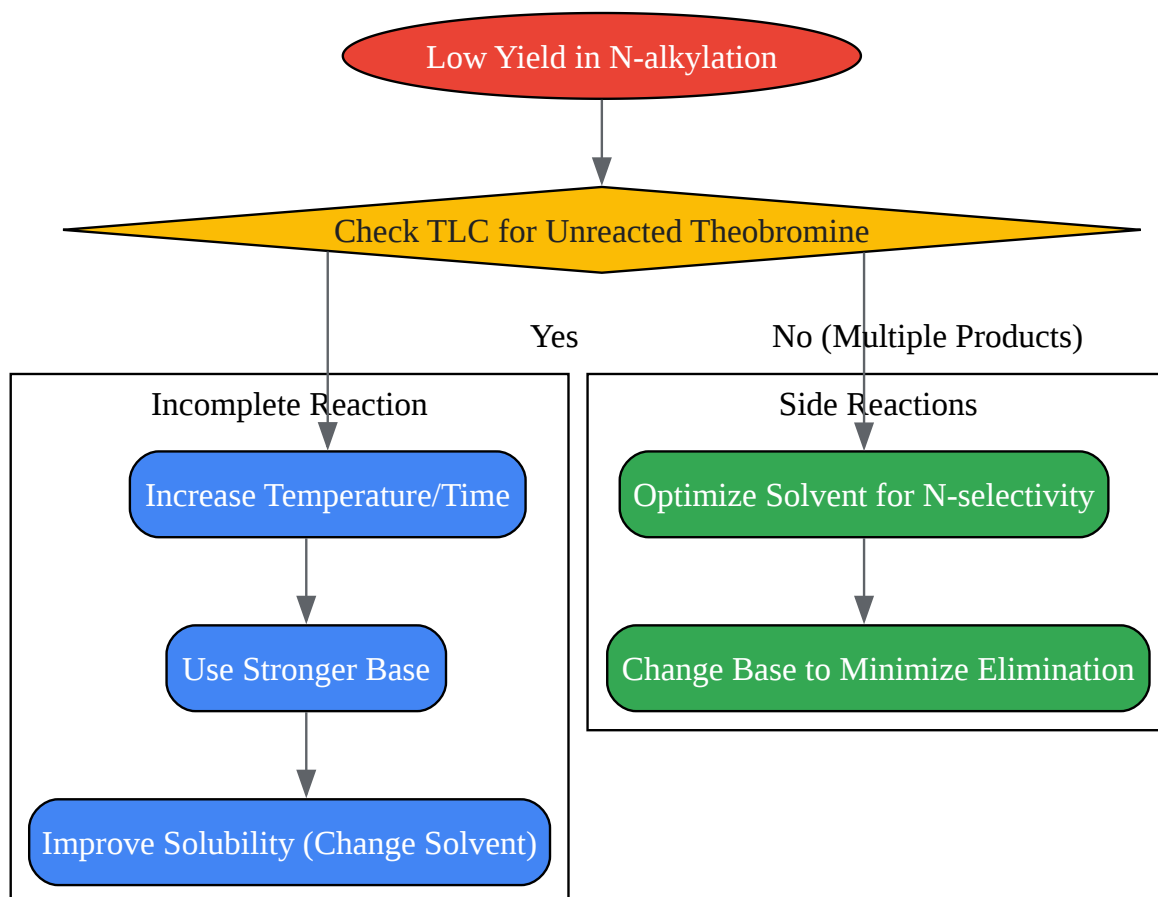 Low Yield in N-alkylation
Check TLC for Unreacted Theobromine
Yes
No (Multiple Products)
Incomplete Reaction
Increase Temperature/Time
Use Stronger Base
Improve Solubility (Change Solvent)
Side Reactions
Optimize Solvent for N-selectivity
Change Base to Minimize Elimination